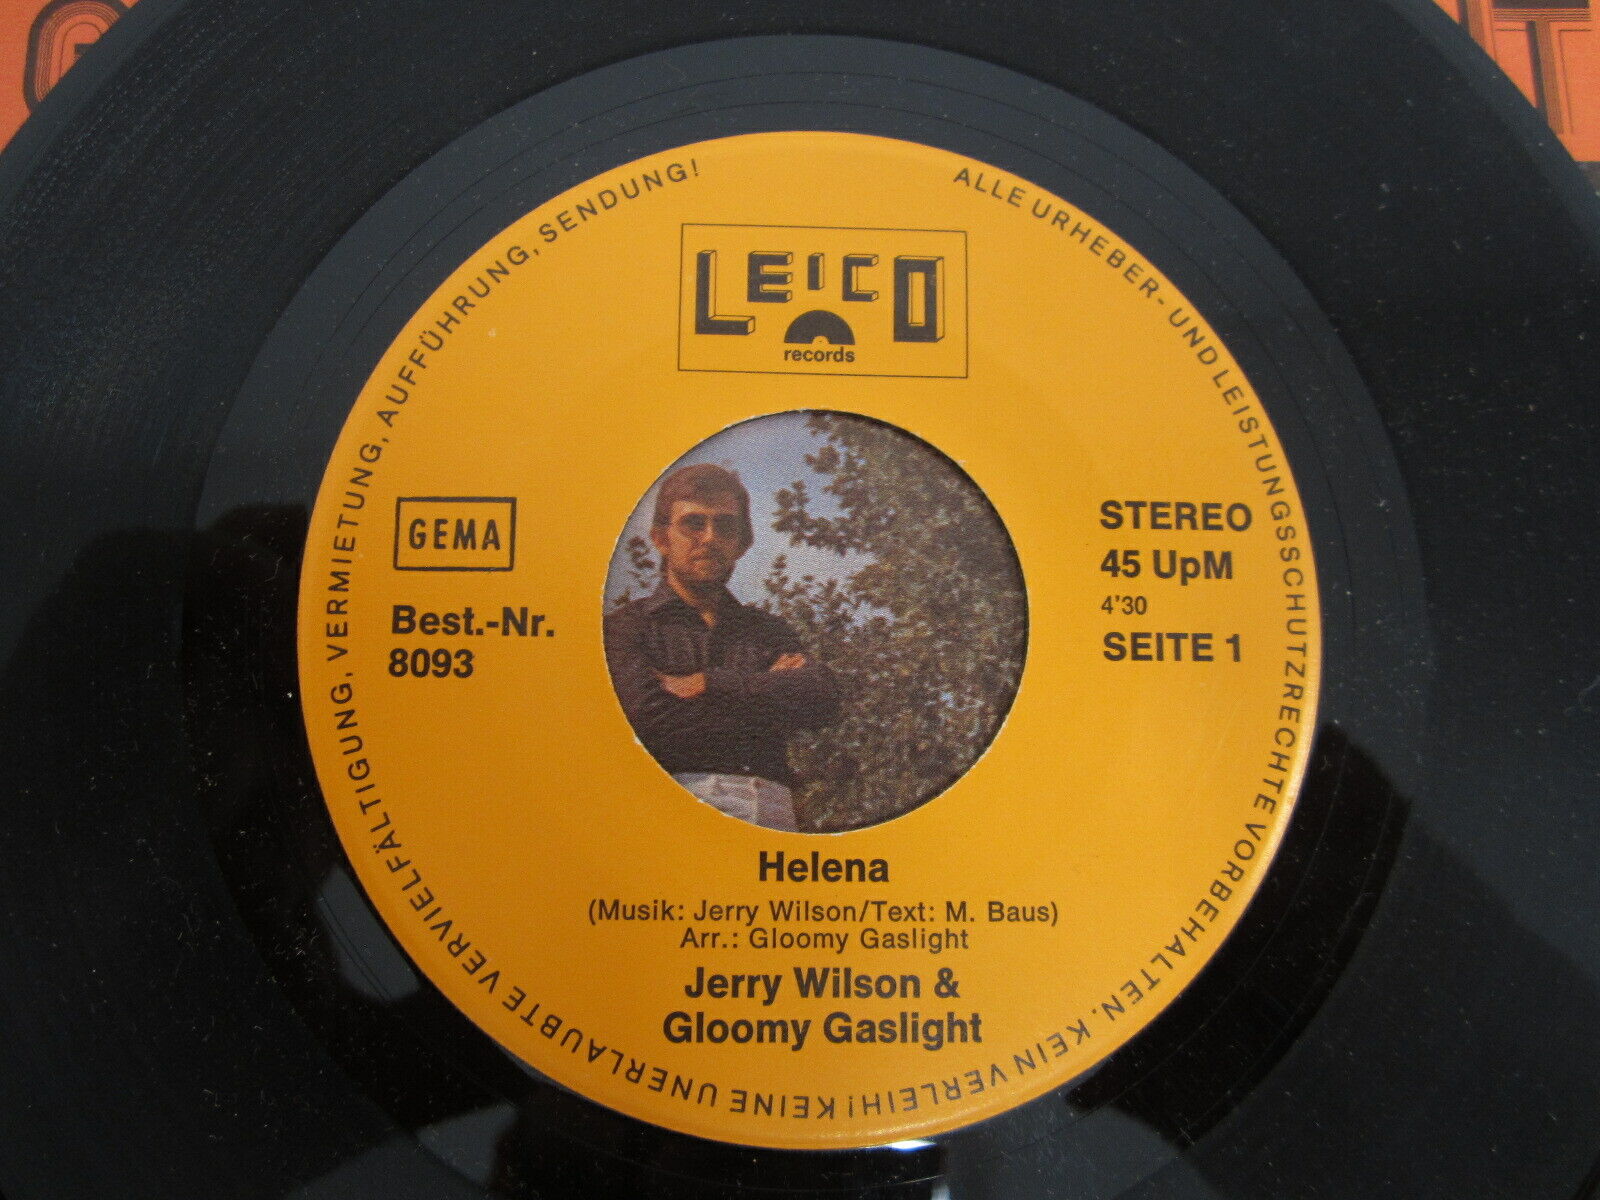 LEICO
records
ALLE URHEBER- UND LEISTUNGSSCHUTZRECHTE VORBEHALTEN. KEIN VERLEIH! KEINE UNERLAUBTE VERVIELFÄLTIGUNG, VERMIETUNG, AUFFÜHRUNG, SENDUNG!
GEMA
Best.-Nr.
8093
STEREO
45 UpM
4'30
SEITE 1
Helena
(Musik: Jerry Wilson/Text: M. Baus)
Arr.: Gloomy Gaslight
Jerry Wilson &
Gloomy Gaslight